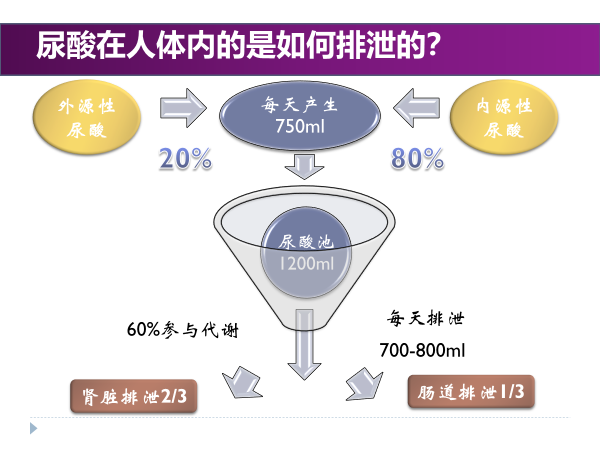 尿酸在人体内的是如何排泄的？
外源性
尿酸
每天产生
750ml
内源性
尿酸
20%
80%
尿酸池
1200ml
60%参与代谢
每天排泄
700-800ml
肾脏排泄2/3
肠道排泄1/3